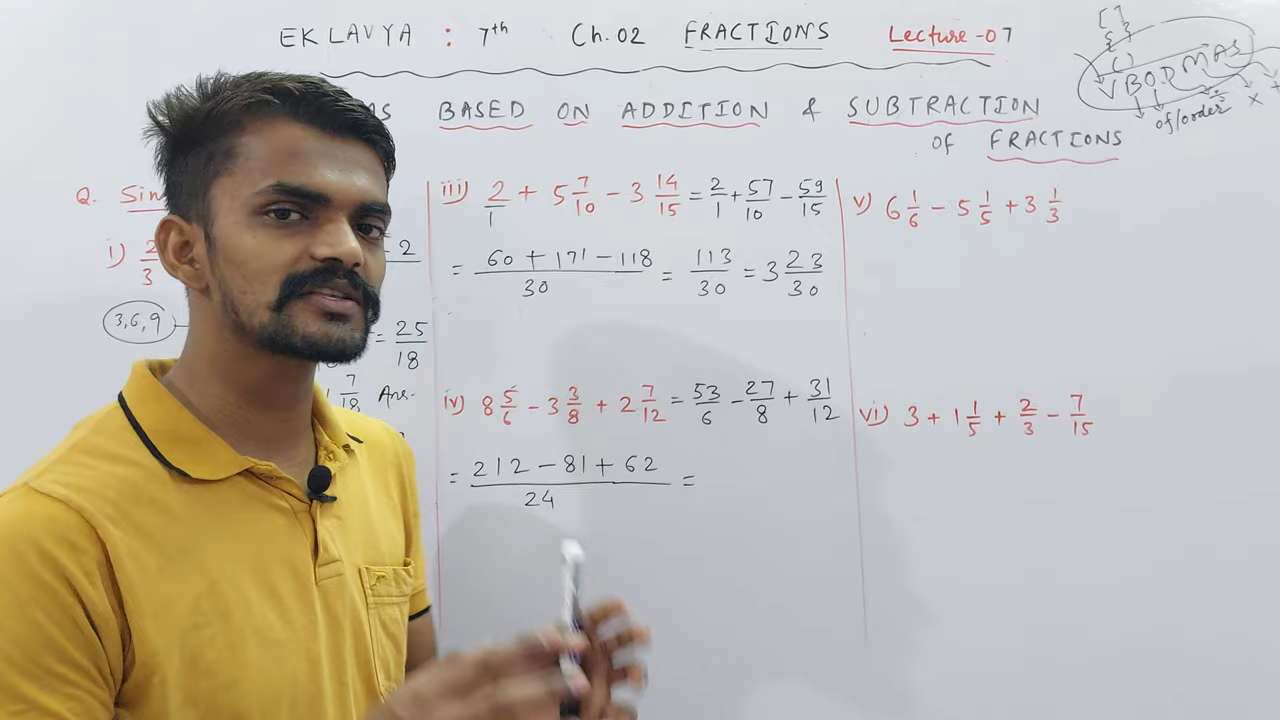 EKLAVYA : 7th Ch. 02 FRACTIONS Lecture-07
[ ]
{ }
( )
VBODMAS
of/order ÷ × +
BASED ON ADDITION & SUBTRACTION
of FRACTIONS
Q.
i) 2/3 - 2
3,6,9
= 25/18
7/18 Ans.
iii) 2/1 + 5 7/10 - 3 14/15 = 2/1 + 57/10 - 59/15
= 60 + 171 - 118 / 30 = 113/30 = 3 23/30
iv) 8 5/6 - 3 3/8 + 2 7/12 = 53/6 - 27/8 + 31/12
= 212 - 81 + 62 / 24 =
v) 6 1/6 - 5 1/5 + 3 1/3
vi) 3 + 1 1/5 + 2/3 - 7/15